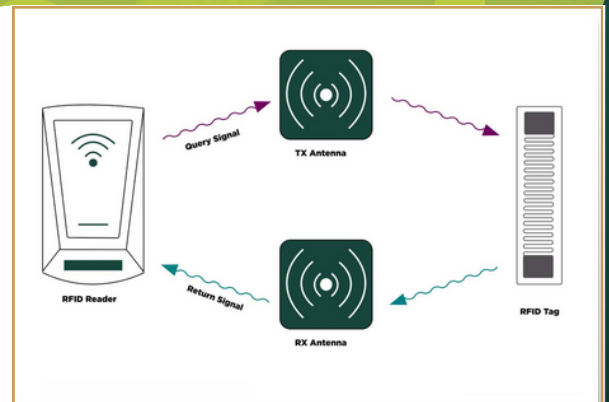 Query Signal
TX Antenna
RFID Reader
Return Signal
RX Antenna
RFID Tag